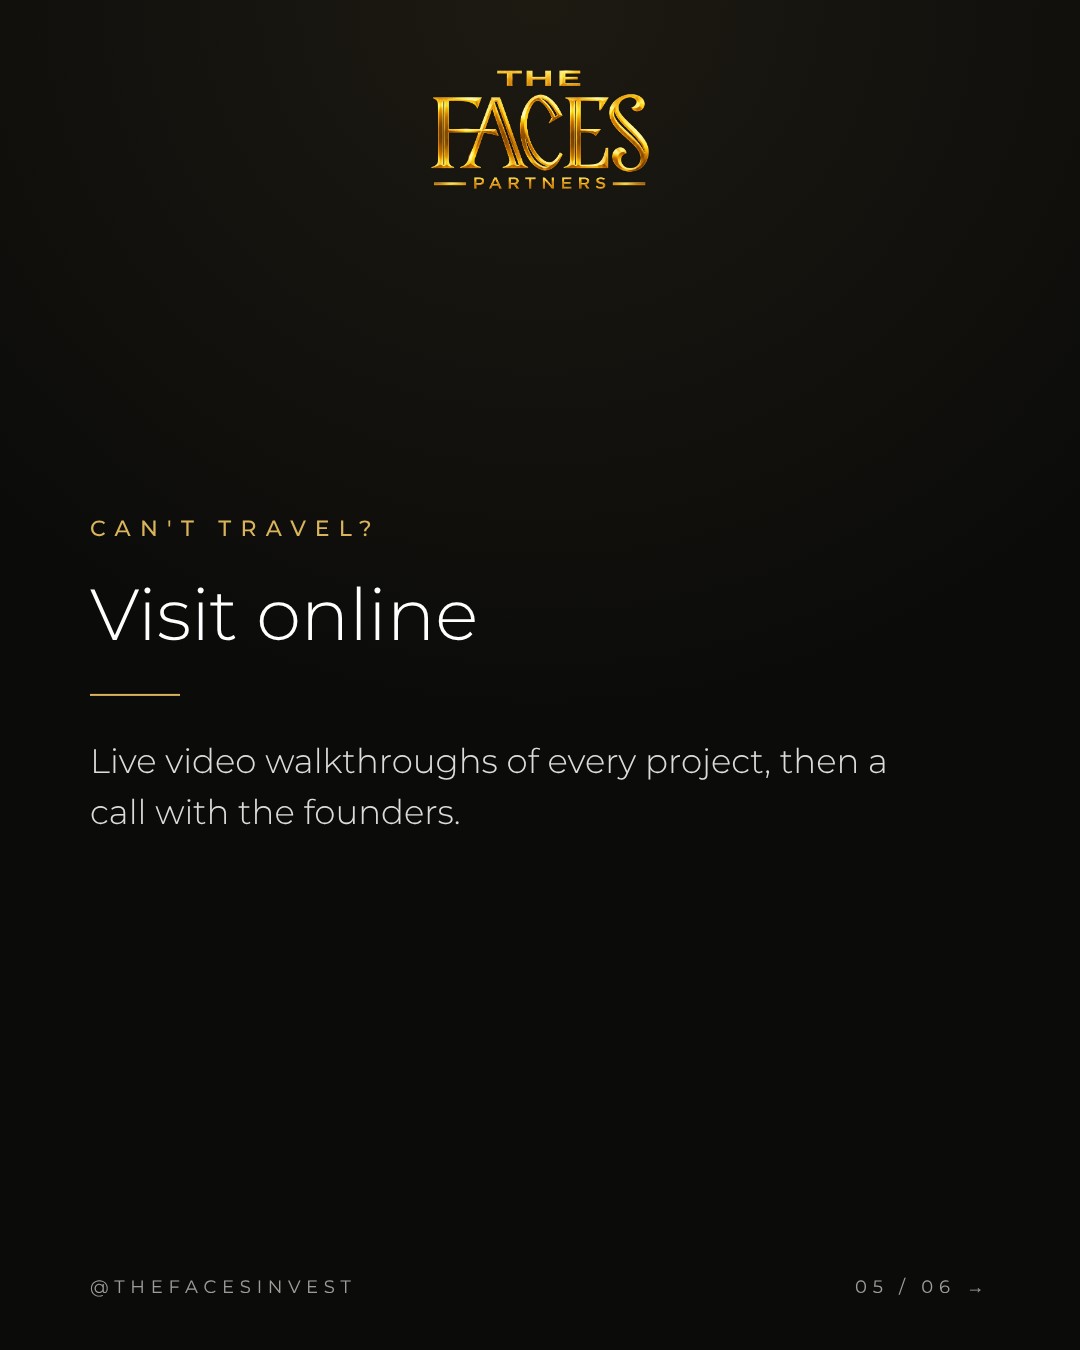 THE
FACES
PARTNERS
CAN'T TRAVEL?
Visit online
Live video walkthroughs of every project, then a
call with the founders.
@THEFACESINVEST
05 / 06 →